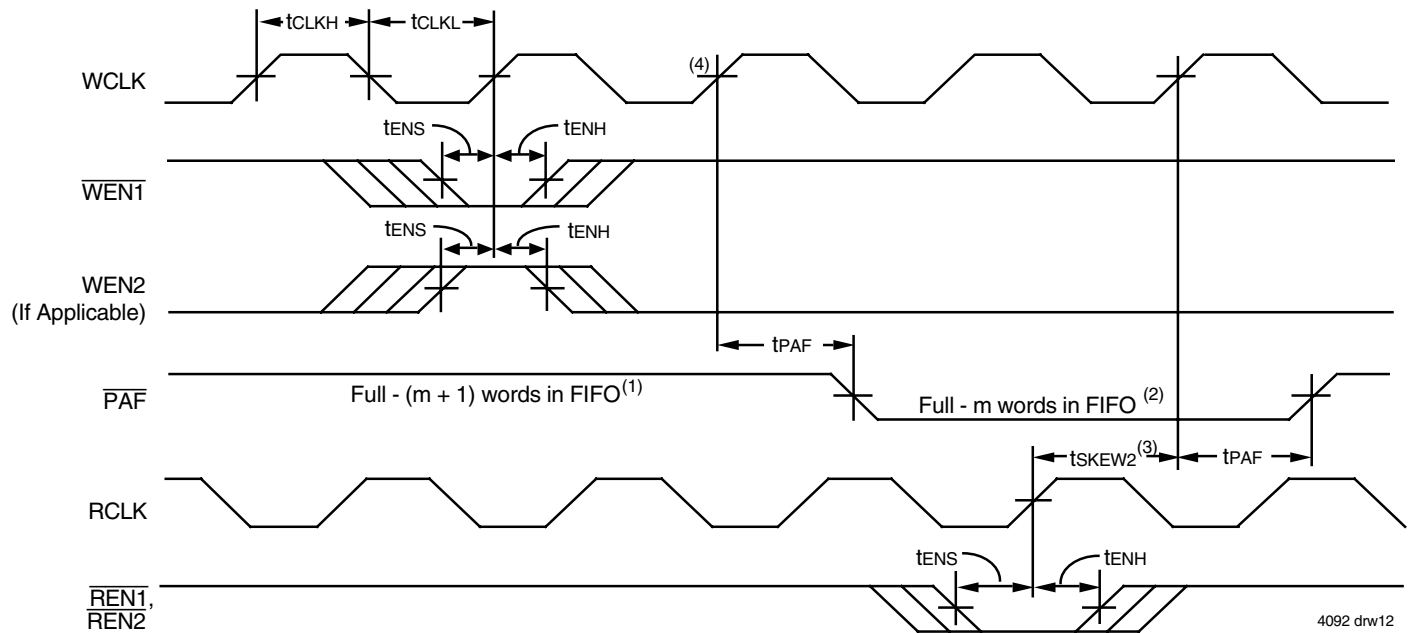 tCLKH tCLKL
WCLK
(4)
tENS tENH
WEN1
tENS tENH
WEN2
(If Applicable)
tPAF
PAF
Full - (m + 1) words in FIFO(1)
Full - m words in FIFO (2)
tSKEW2(3) tPAF
RCLK
tENS tENH
REN1,
REN2
4092 drw12